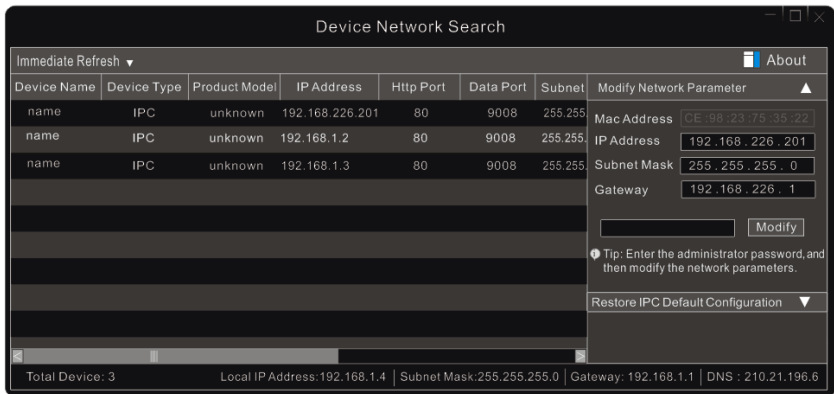 Device Network Search
Immediate Refresh
About
Device Name Device Type Product Model IP Address Http Port Data Port Subnet
name IPC unknown 192.168.226.201 80 9008 255.255.
name IPC unknown 192.168.1.2 80 9008 255.255.
name IPC unknown 192.168.1.3 80 9008 255.255.
Modify Network Parameter
Mac Address CE :98 :23 :75 :35 :22
IP Address 192 .168 . 226 . 201
Subnet Mask 255 . 255 . 255 . 0
Gateway 192 .168 . 226 . 1
Modify
Tip: Enter the administrator password,and
then modify the network parameters.
Restore IPC Default Configuration
Total Device: 3 Local IP Address:192.168.1.4 Subnet Mask:255.255.255.0 Gateway: 192.168.1.1 DNS : 210.21.196.6